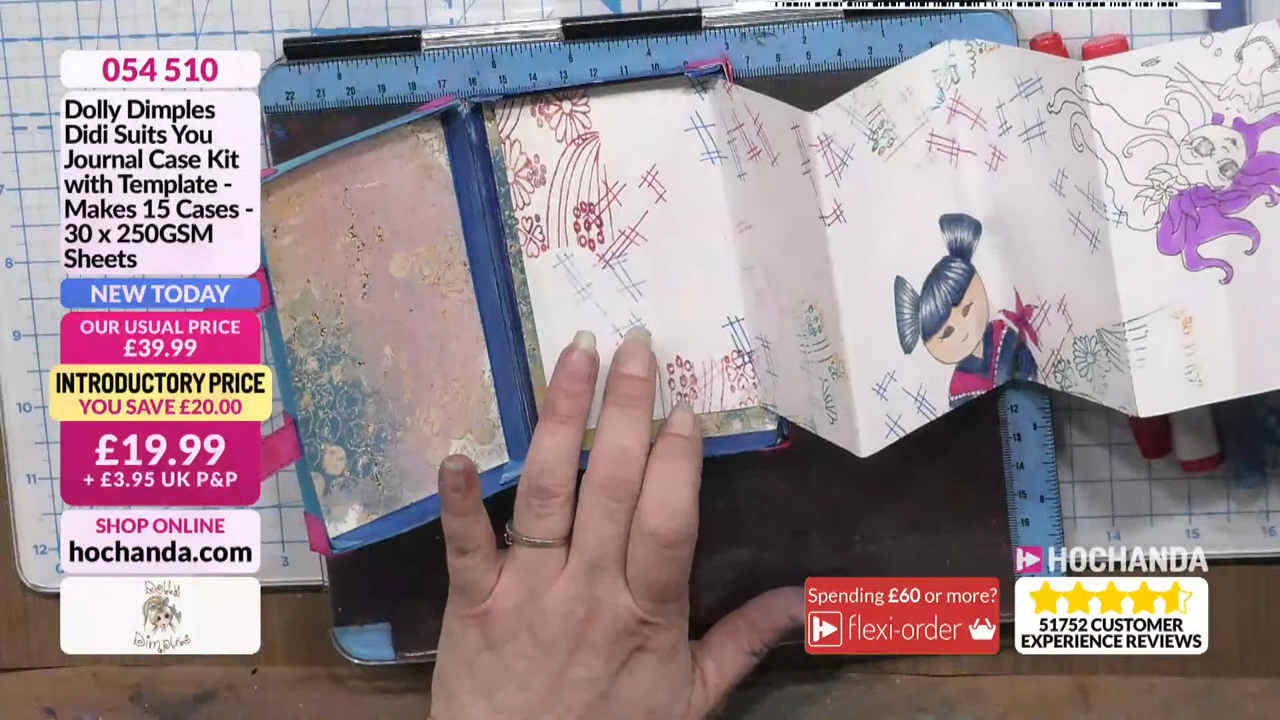 054 510
Dolly Dimples
Didi Suits You
Journal Case Kit
with Template -
Makes 15 Cases -
30 x 250GSM
Sheets
NEW TODAY
OUR USUAL PRICE
£39.99
INTRODUCTORY PRICE
YOU SAVE £20.00
£19.99
+ £3.95 UK P&P
SHOP ONLINE
hochanda.com
Dolly
Dimples
HOCHANDA
Spending £60 or more?
flexi-order
51752 CUSTOMER
EXPERIENCE REVIEWS